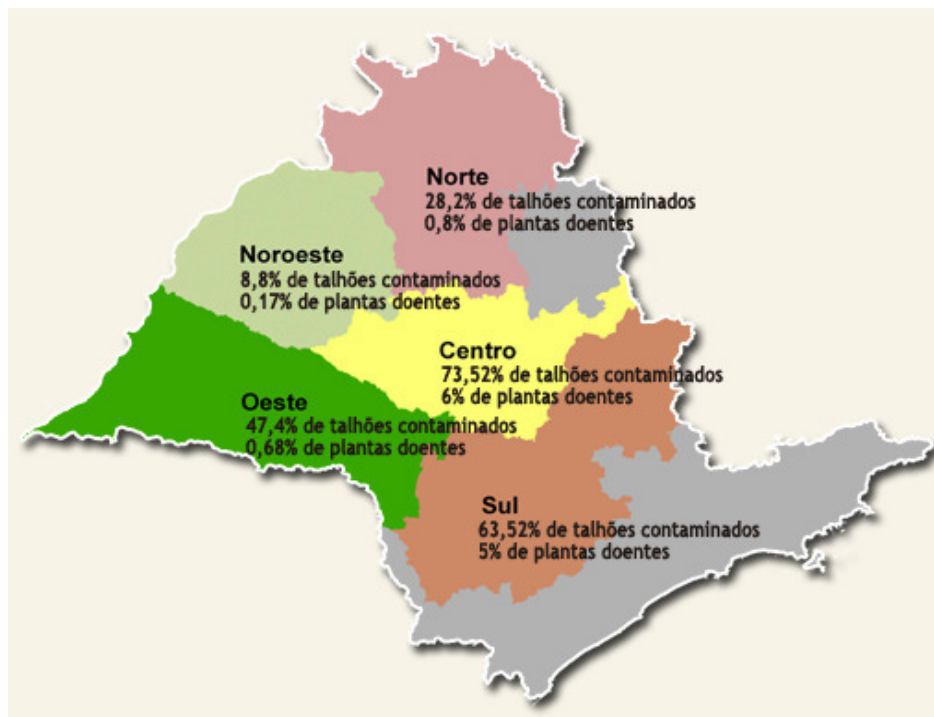 Norte
28,2% de talhões contaminados
0,8% de plantas doentes
Noroeste
8,8% de talhões contaminados
0,17% de plantas doentes
Centro
73,52% de talhões contaminados
6% de plantas doentes
Oeste
47,4% de talhões contaminados
0,68% de plantas doentes
Sul
63,52% de talhões contaminados
5% de plantas doentes